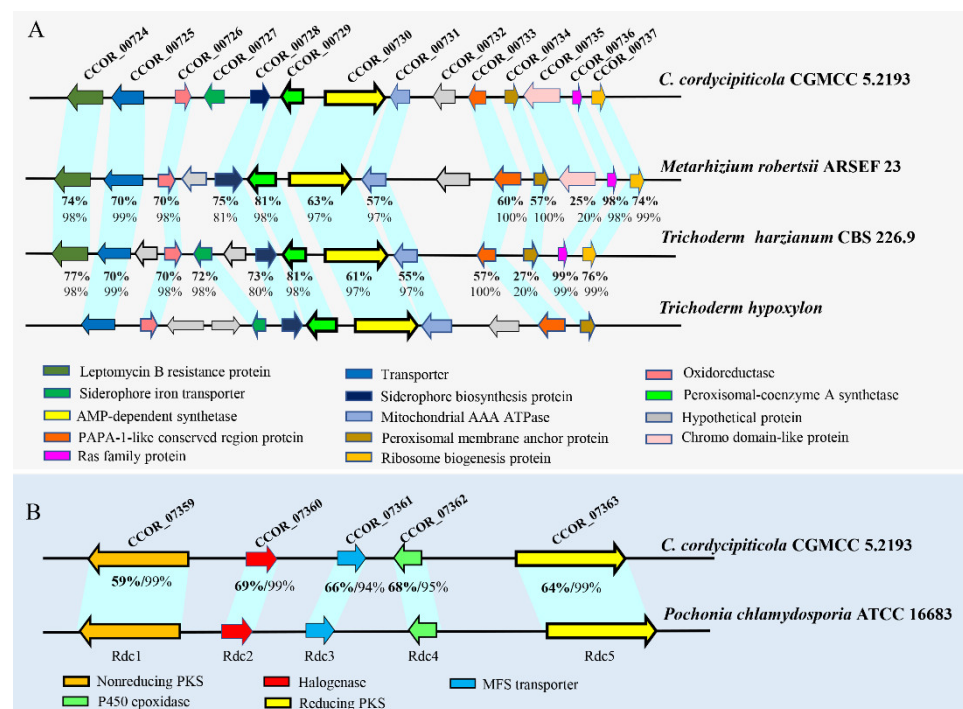 A
CCOR_00724 CCOR_00725 CCOR_00726 CCOR_00727 CCOR_00728 CCOR_00729 CCOR_00730 CCOR_00731 CCOR_00732 CCOR_00733 CCOR_00734 CCOR_00735 CCOR_00736 CCOR_00737
C. cordycipiticola CGMCC 5.2193
Metarhizium robertsii ARSEF 23
74% 70% 70% 75% 81% 63% 57% 60% 57% 25% 98% 74%
98% 99% 98% 81% 98% 97% 97% 100% 100% 20% 98% 99%
Trichoderm harzianum CBS 226.9
77% 70% 70% 72% 73% 81% 61% 55% 57% 27% 99% 76%
98% 99% 98% 98% 80% 98% 97% 97% 100% 20% 99% 99%
Trichoderm hypoxylon
Leptomycin B resistance protein Transporter Oxidoreductase
Siderophore iron transporter Siderophore biosynthesis protein Peroxisomal-coenzyme A synthetase
AMP-dependent synthetase Mitochondrial AAA ATPase Hypothetical protein
PAPA-1-like conserved region protein Peroxisomal membrane anchor protein Chromo domain-like protein
Ras family protein Ribosome biogenesis protein
B
CCOR_07359 CCOR_07360 CCOR_07361 CCOR_07362 CCOR_07363
C. cordycipiticola CGMCC 5.2193
59%/99% 69%/99% 66%/94% 68%/95% 64%/99%
Pochonia chlamydosporia ATCC 16683
Rdc1 Rdc2 Rdc3 Rdc4 Rdc5
Nonreducing PKS Halogenase MFS transporter
P450 epoxidase Reducing PKS